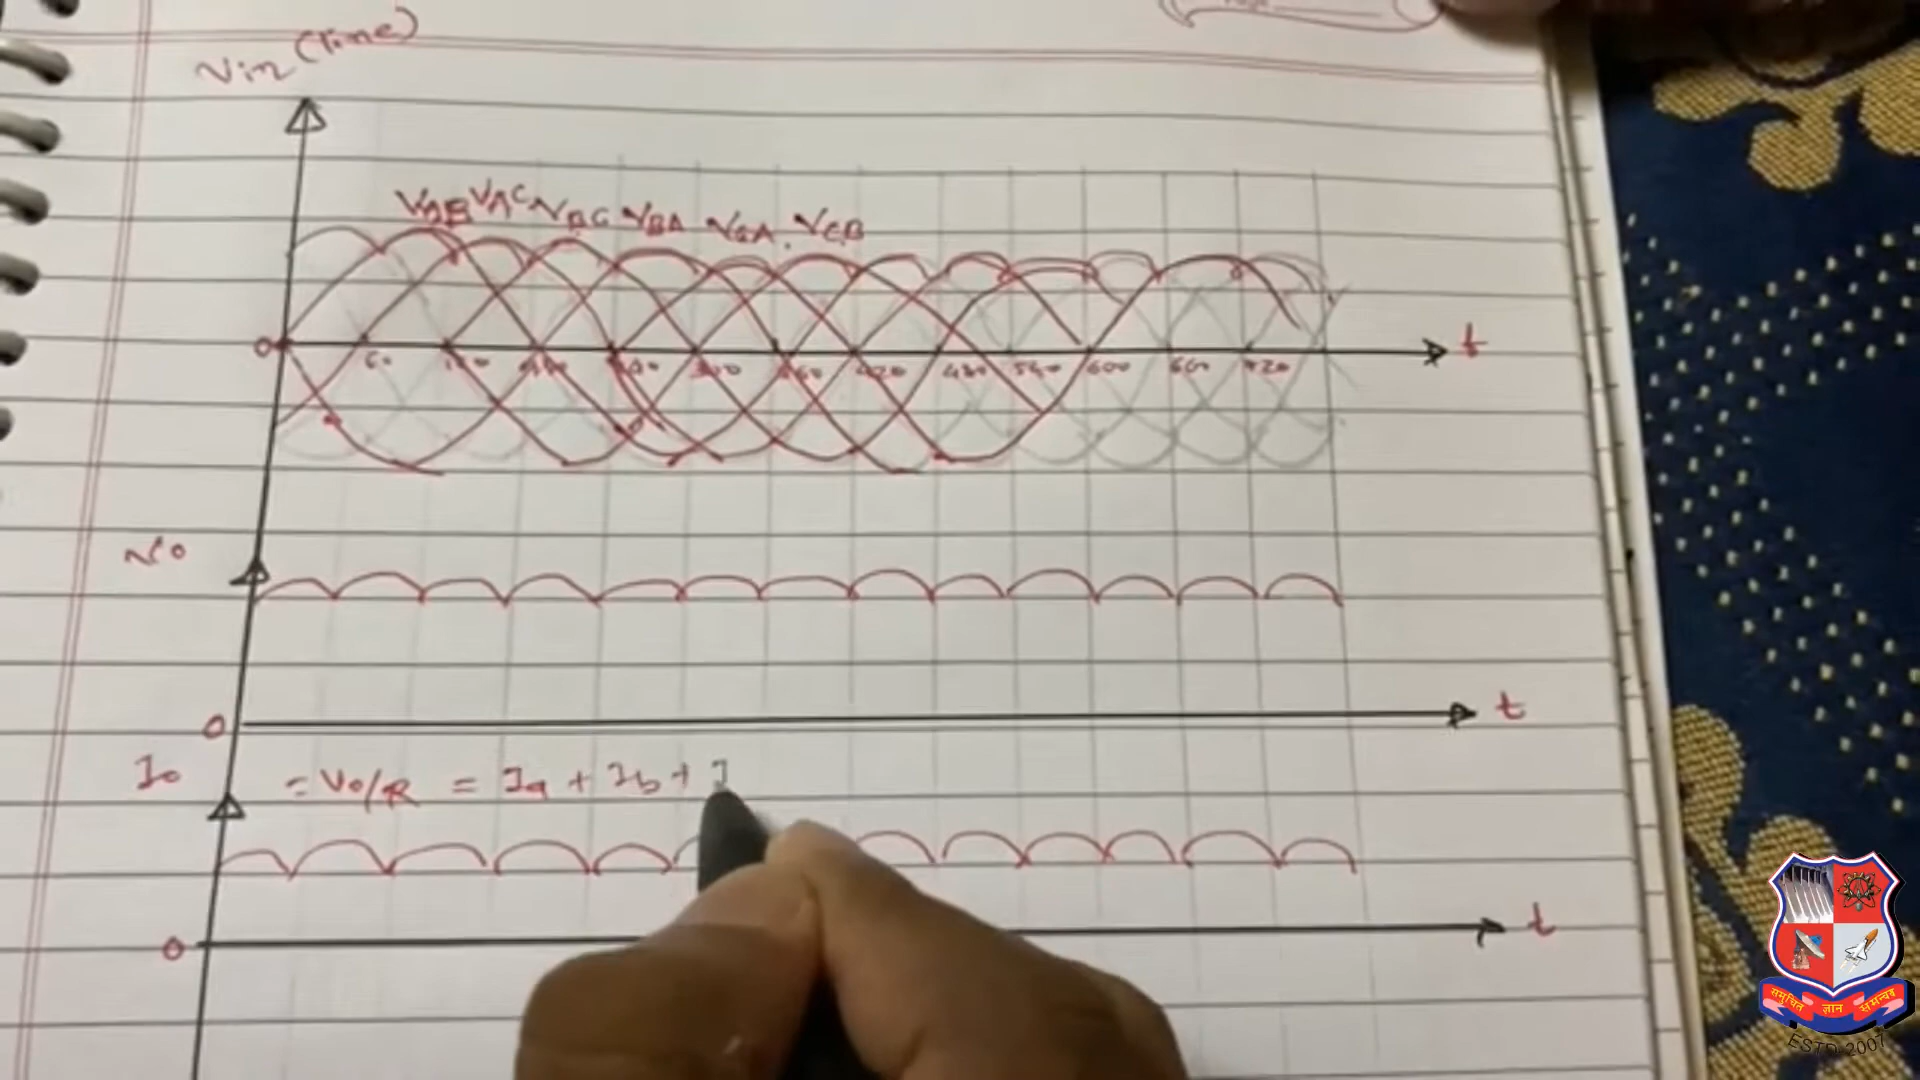 Vin (Line)
VAB VAC VBC VBA VCA VCB
0 60 120 180 240 300 360 420 480 540 600 660 720 t
Vo
0 t
Io = Vo/R = Ia + Ib + I
0 t
समुचित ज्ञान समन्वय
ESTD 2007